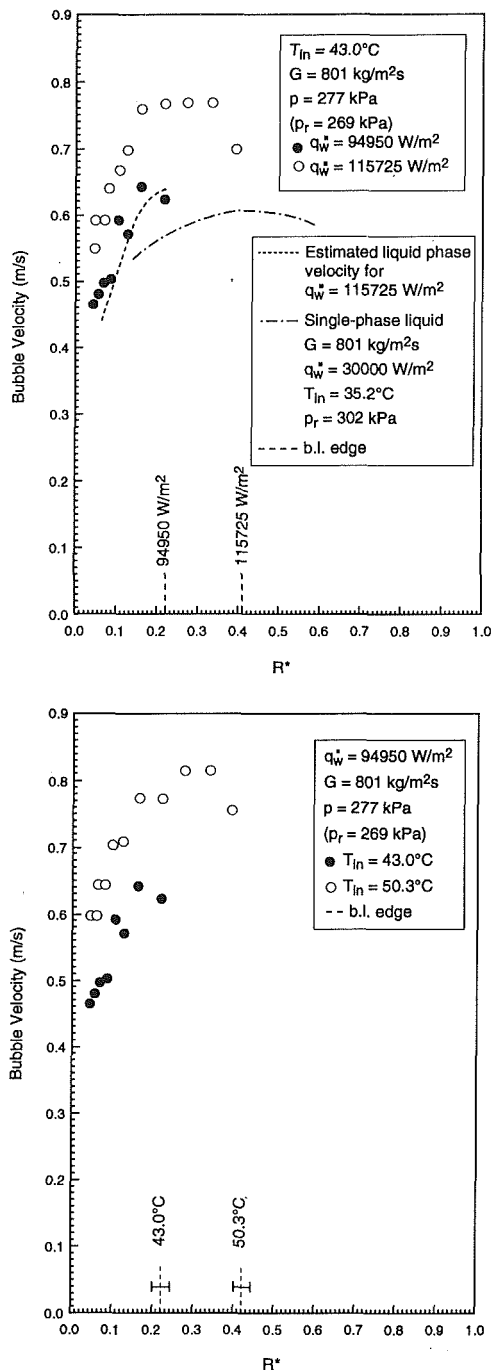 0.9
0.8
0.7
0.6
0.5
0.4
0.3
0.2
0.1
0.0
Bubble Velocity (m/s)
T_in = 43.0°C
G = 801 kg/m²s
p = 277 kPa
(p_r = 269 kPa)
● q"_w = 94950 W/m²
○ q"_w = 115725 W/m²
Estimated liquid phase
velocity for
q"_w = 115725 W/m²
Single-phase liquid
G = 801 kg/m²s
q"_w = 30000 W/m²
T_in = 35.2°C
p_r = 302 kPa
b.l. edge
94950 W/m²
115725 W/m²
0.0 0.1 0.2 0.3 0.4 0.5 0.6 0.7 0.8 0.9 1.0
R*
0.9
0.8
0.7
0.6
0.5
0.4
0.3
0.2
0.1
0.0
Bubble Velocity (m/s)
q"_w = 94950 W/m²
G = 801 kg/m²s
p = 277 kPa
(p_r = 269 kPa)
● T_in = 43.0°C
○ T_in = 50.3°C
-- b.l. edge
43.0°C
50.3°C
0.0 0.1 0.2 0.3 0.4 0.5 0.6 0.7 0.8 0.9 1.0
R*